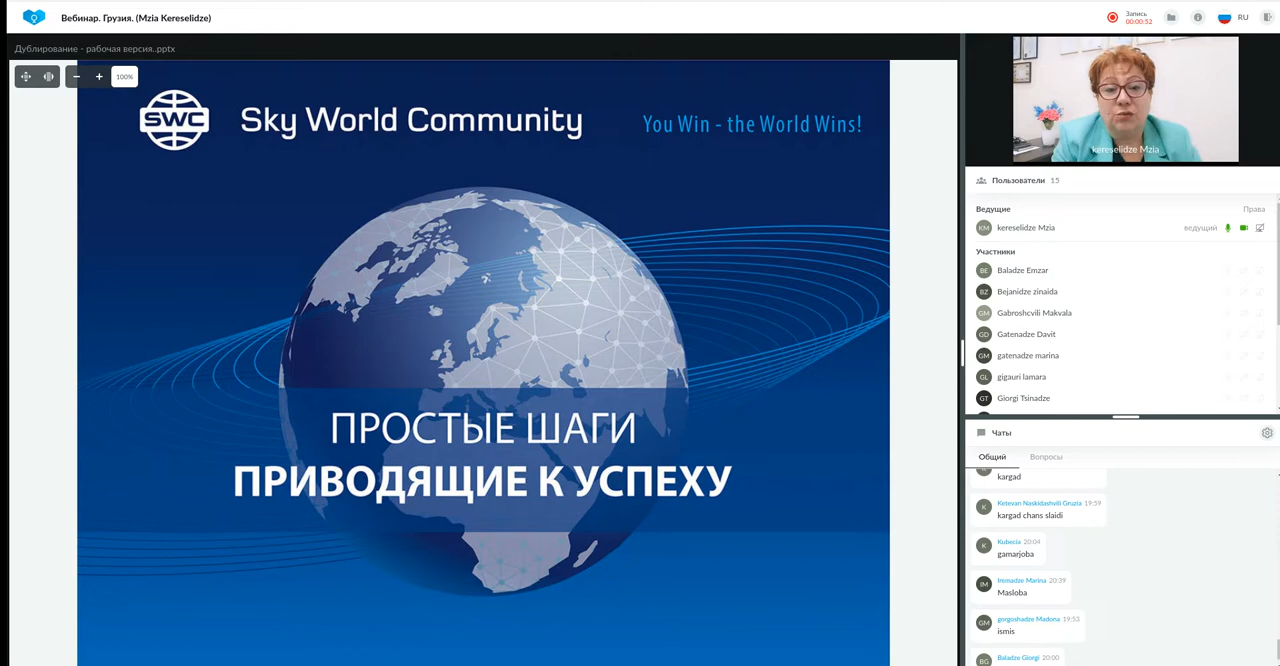 Вебинар. Грузия. (Mzia Kereselidze)
Запись
00:00:52
RU
Дублирование - рабочая версия..pptx
100%
SWC
Sky World Community
You Win - the World Wins!
ПРОСТЫЕ ШАГИ
ПРИВОДЯЩИЕ К УСПЕХУ
kereselidze Mzia
Пользователи 15
Ведущие Права
KM kereselidze Mzia ведущий
Участники
BE Baladze Emzar
BZ Bejanidze zinaida
GM Gabroshcvili Makvala
GD Gatenadze Davit
GM gatenadze marina
GL gigauri lamara
GT Giorgi Tsinadze
Чаты
Общий Вопросы
kargad
K Ketevan Naskidashvili Gruzia 19:59
kargad chans slaidi
K Kubecia 20:04
gamarjoba
IM Iremadze Marina 20:39
Masloba
GM gorgoshadze Madona 19:53
ismis
BG Baladze Giorgi 20:00